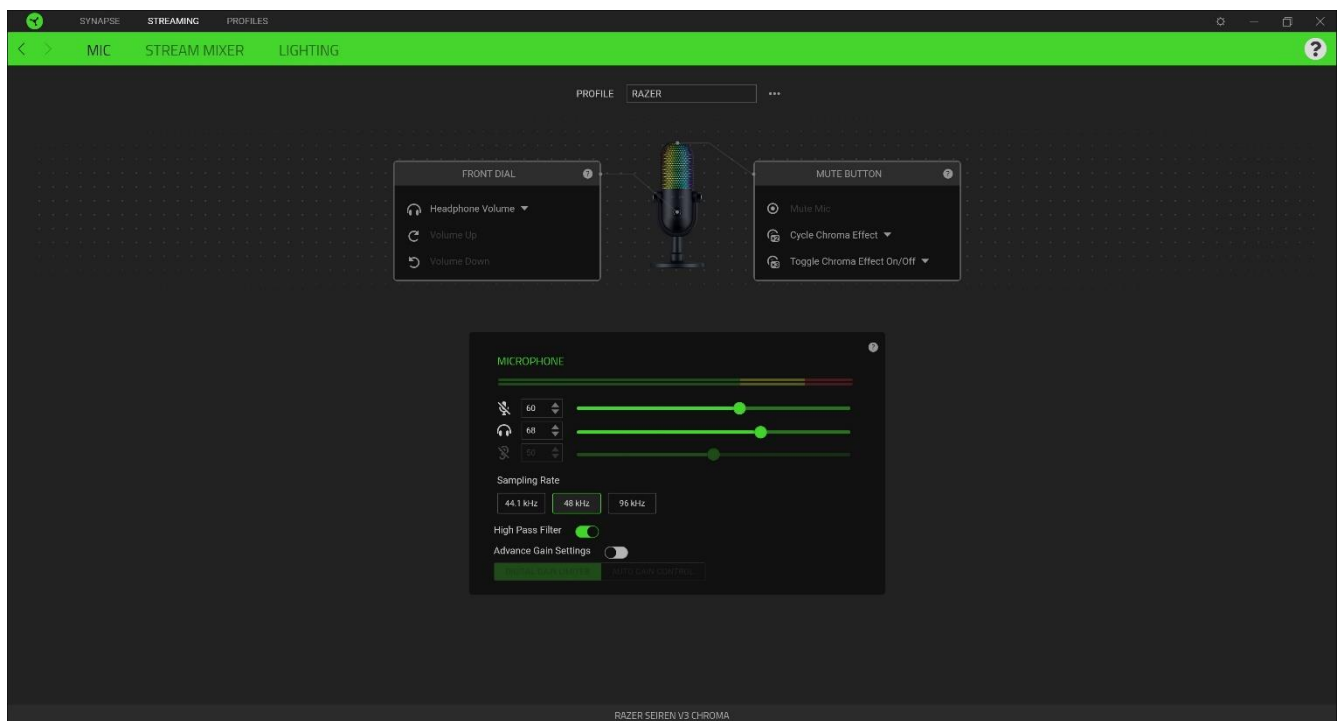 SYNAPSE STREAMING PROFILES
MIC STREAM MIXER LIGHTING ?
PROFILE RAZER
FRONT DIAL ?
Headphone Volume
Volume Up
Volume Down
MUTE BUTTON ?
Mute Mic
Cycle Chroma Effect
Toggle Chroma Effect On/Off
MICROPHONE ?
60
68
Sampling Rate
44.1 kHz 48 kHz 96 kHz
High Pass Filter
Advance Gain Settings
AUTO GAIN CONTROL
RAZER SEIREN V3 CHROMA